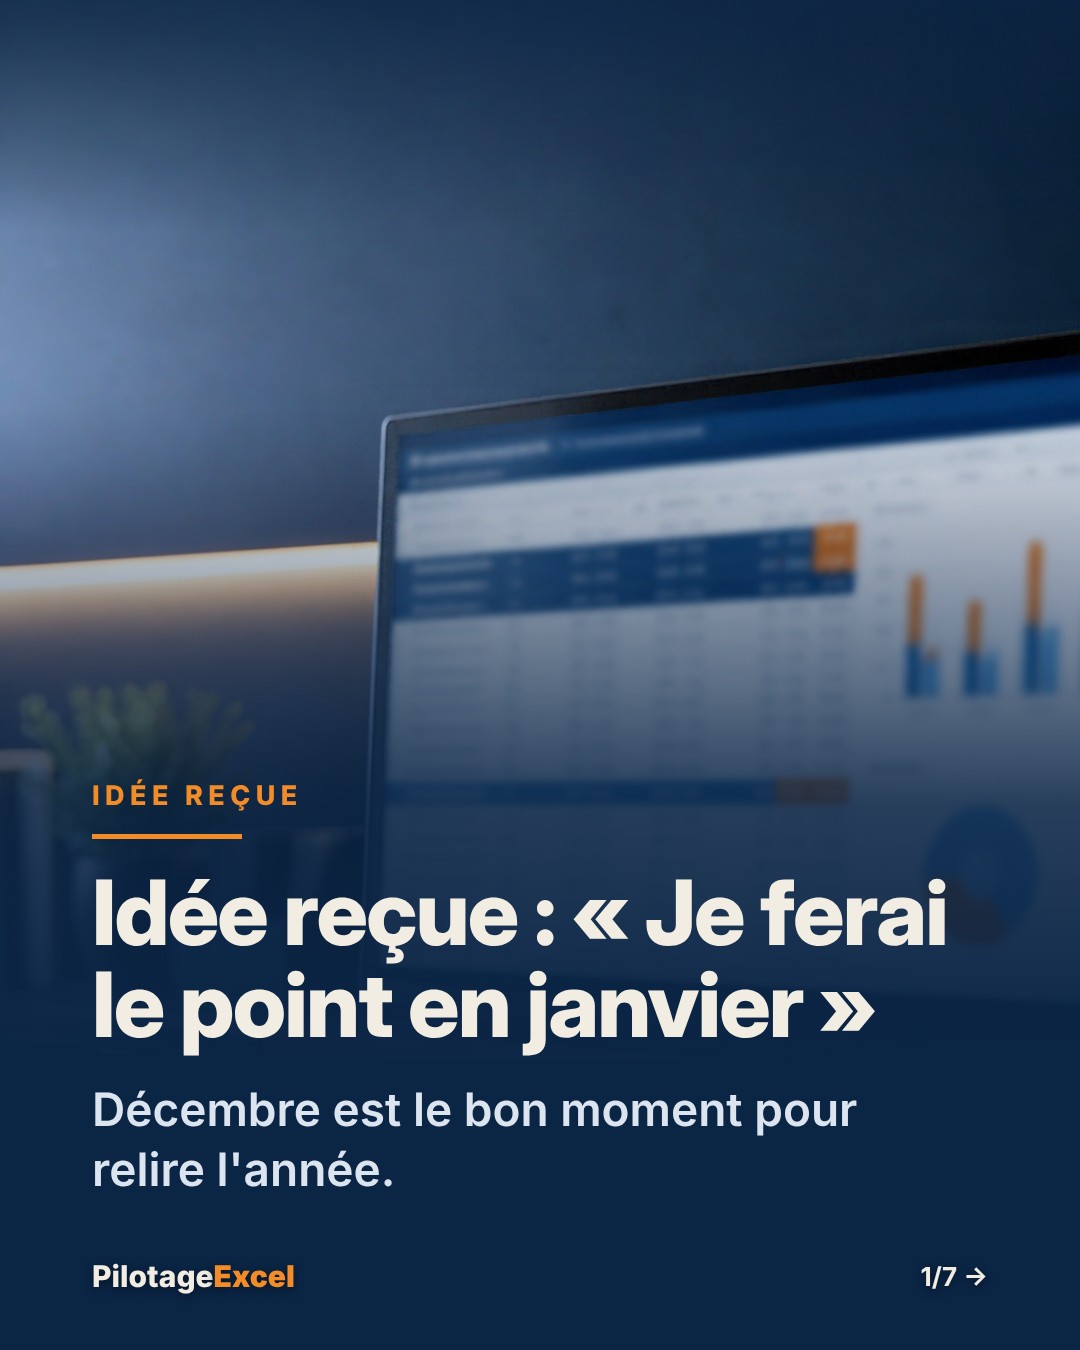 IDÉE REÇUE
Idée reçue : « Je ferai
le point en janvier »
Décembre est le bon moment pour
relire l'année.
PilotageExcel
1/7 →